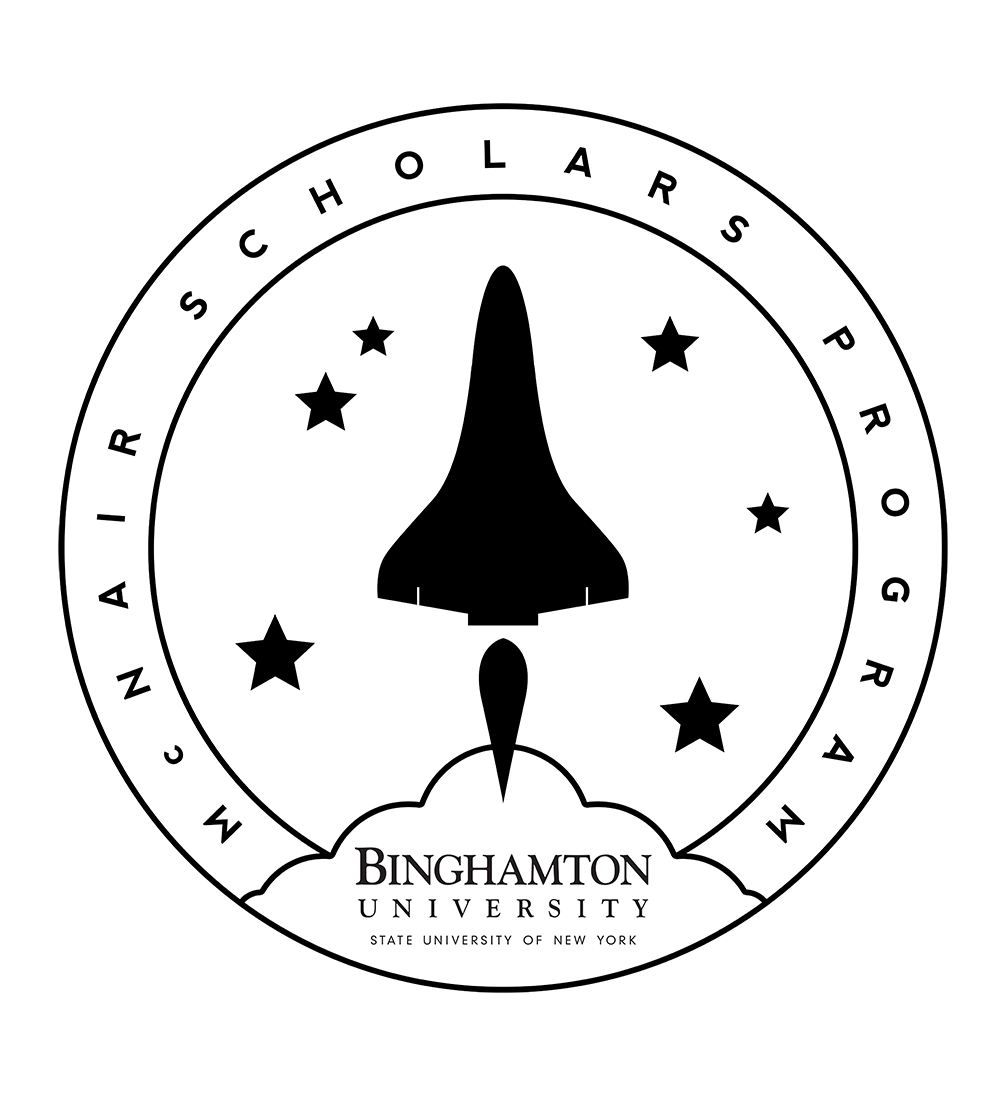 McNAIR SCHOLARS PROGRAM
BINGHAMTON
UNIVERSITY
STATE UNIVERSITY OF NEW YORK